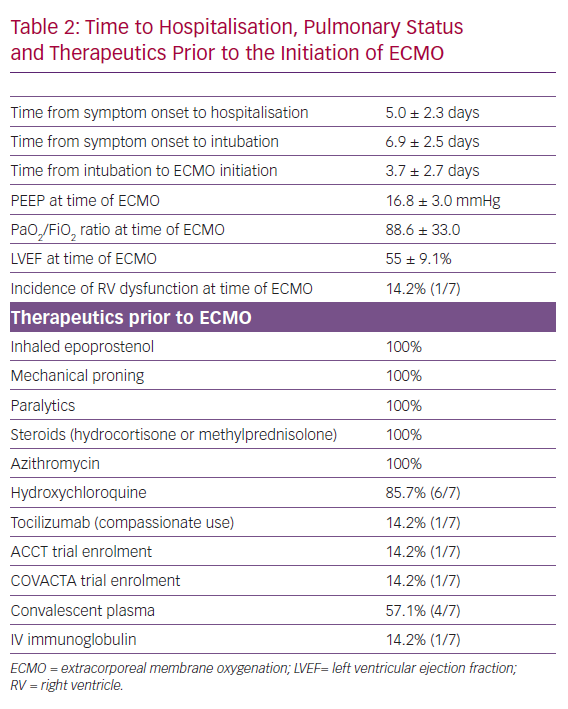 Table 2: Time to Hospitalisation, Pulmonary Status
and Therapeutics Prior to the Initiation of ECMO
Time from symptom onset to hospitalisation 5.0 ± 2.3 days
Time from symptom onset to intubation 6.9 ± 2.5 days
Time from intubation to ECMO initiation 3.7 ± 2.7 days
PEEP at time of ECMO 16.8 ± 3.0 mmHg
PaO2/FiO2 ratio at time of ECMO 88.6 ± 33.0
LVEF at time of ECMO 55 ± 9.1%
Incidence of RV dysfunction at time of ECMO 14.2% (1/7)
Therapeutics prior to ECMO
Inhaled epoprostenol 100%
Mechanical proning 100%
Paralytics 100%
Steroids (hydrocortisone or methylprednisolone) 100%
Azithromycin 100%
Hydroxychloroquine 85.7% (6/7)
Tocilizumab (compassionate use) 14.2% (1/7)
ACCT trial enrolment 14.2% (1/7)
COVACTA trial enrolment 14.2% (1/7)
Convalescent plasma 57.1% (4/7)
IV immunoglobulin 14.2% (1/7)
ECMO = extracorporeal membrane oxygenation; LVEF= left ventricular ejection fraction;
RV = right ventricle.